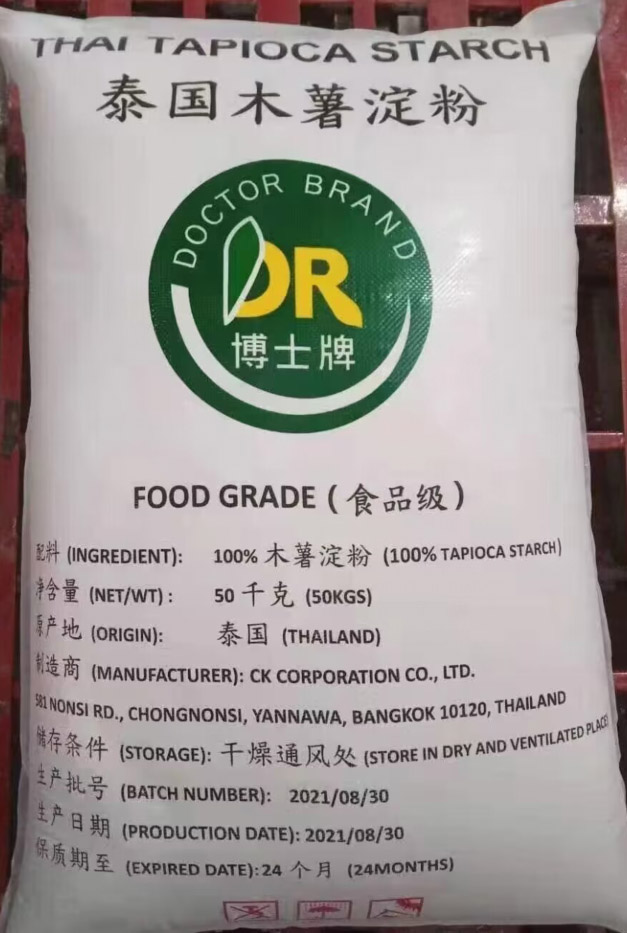 THAI TAPIOCA STARCH
泰国木薯淀粉
DOCTOR BRAND
DR
博士牌
FOOD GRADE (食品级)
配料 (INGREDIENT): 100% 木薯淀粉 (100% TAPIOCA STARCH)
净含量 (NET/WT) : 50 千克 (50KGS)
原产地 (ORIGIN): 泰国 (THAILAND)
制造商 (MANUFACTURER): CK CORPORATION CO., LTD.
581 NONSI RD., CHONGNONSI, YANNAWA, BANGKOK 10120, THAILAND
储存条件 (STORAGE): 干燥通风处 (STORE IN DRY AND VENTILATED PLACE)
生产批号 (BATCH NUMBER): 2021/08/30
生产日期 (PRODUCTION DATE): 2021/08/30
保质期至 (EXPIRED DATE): 24 个月 (24MONTHS)